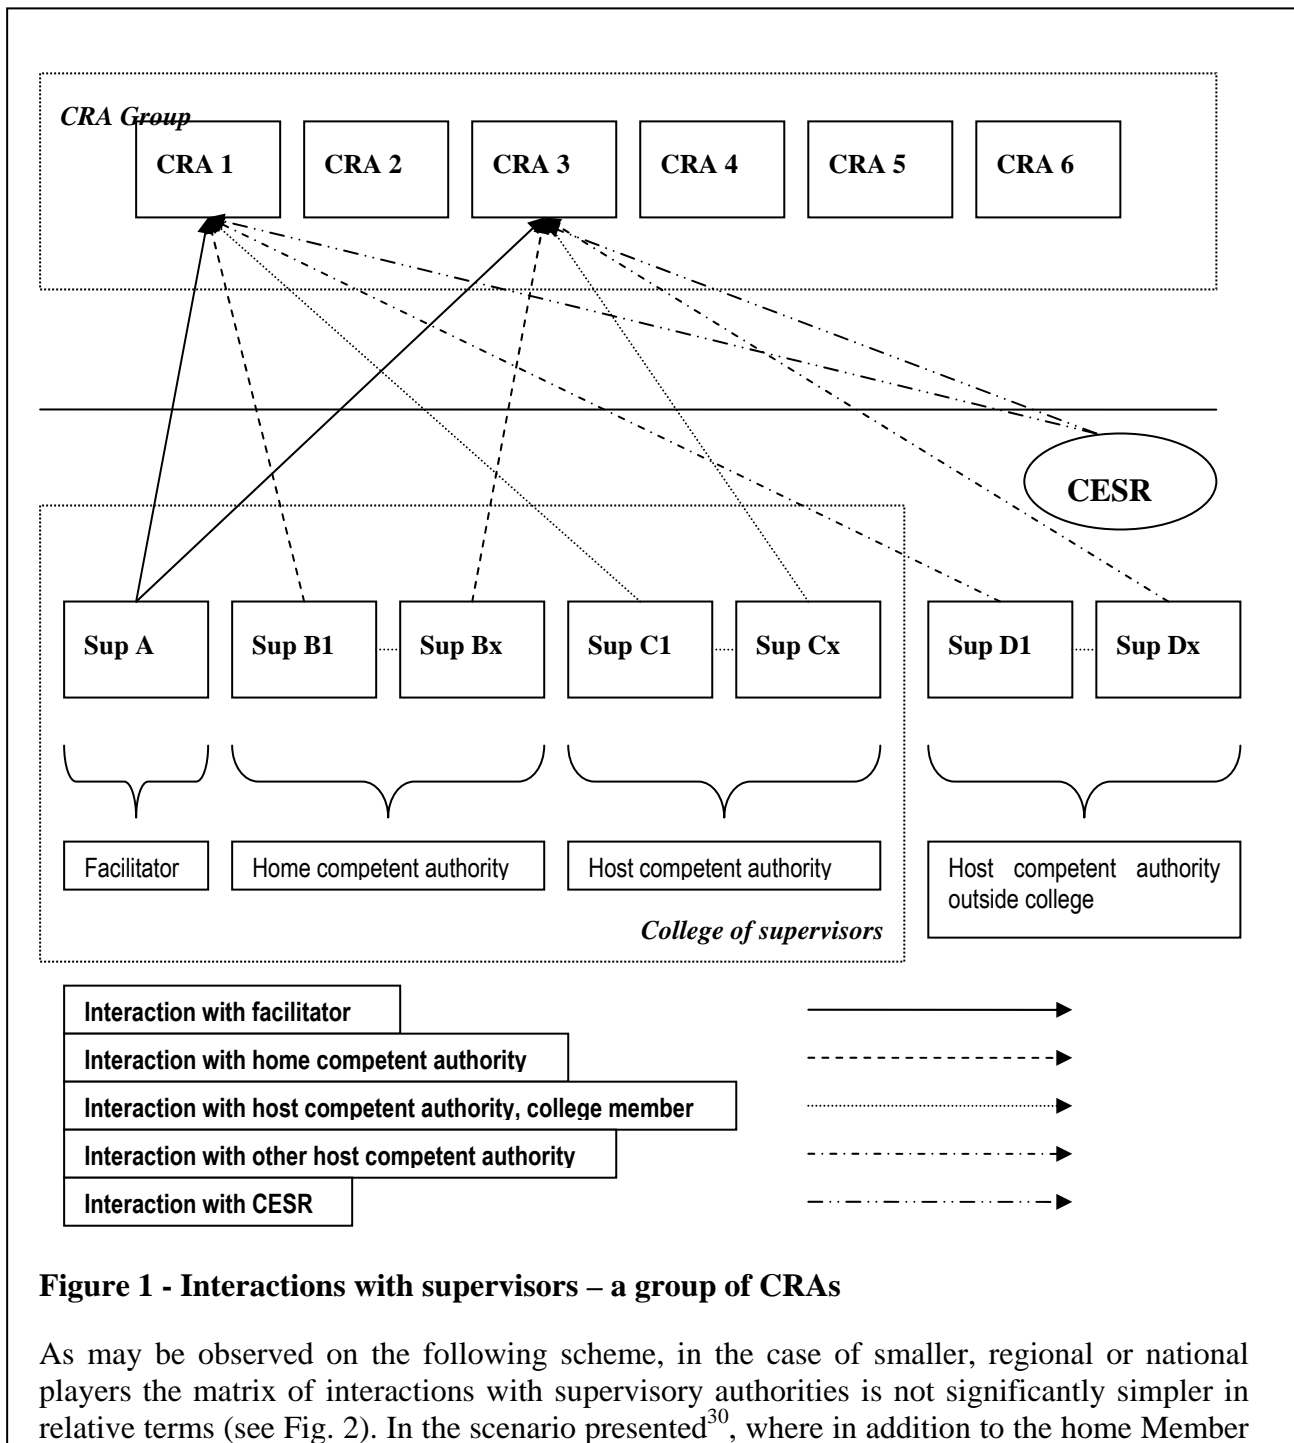 CRA Group
CRA 1 CRA 2 CRA 3 CRA 4 CRA 5 CRA 6
CESR
Sup A Sup B1 Sup Bx Sup C1 Sup Cx Sup D1 Sup Dx
Facilitator Home competent authority Host competent authority Host competent authority
outside college
College of supervisors
Interaction with facilitator
Interaction with home competent authority
Interaction with host competent authority, college member
Interaction with other host competent authority
Interaction with CESR
Figure 1 - Interactions with supervisors – a group of CRAs
As may be observed on the following scheme, in the case of smaller, regional or national
players the matrix of interactions with supervisory authorities is not significantly simpler in
relative terms (see Fig. 2). In the scenario presented30, where in addition to the home Member